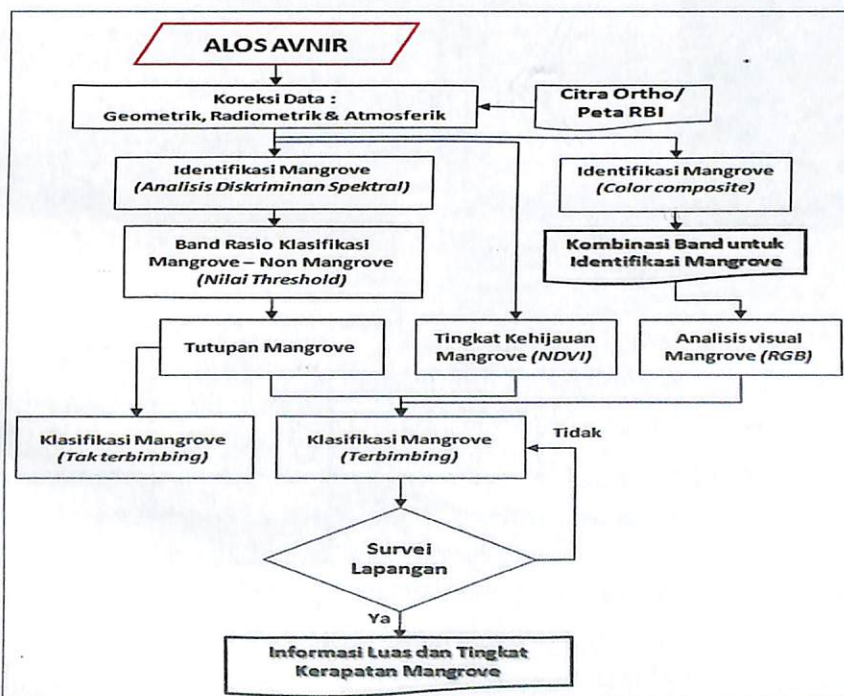 ALOS AVNIR
Koreksi Data :
Geometrik, Radiometrik & Atmosferik
Citra Ortho/
Peta RBI
Identifikasi Mangrove
(Analisis Diskriminan Spektral)
Identifikasi Mangrove
(Color composite)
Band Rasio Klasifikasi
Mangrove – Non Mangrove
(Nilai Threshold)
Kombinasi Band untuk
Identifikasi Mangrove
Tutupan Mangrove
Tingkat Kehijauan
Mangrove (NDVI)
Analisis visual
Mangrove (RGB)
Klasifikasi Mangrove
(Tak terbimbing)
Klasifikasi Mangrove
(Terbimbing)
Tidak
Survei
Lapangan
Ya
Informasi Luas dan Tingkat
Kerapatan Mangrove